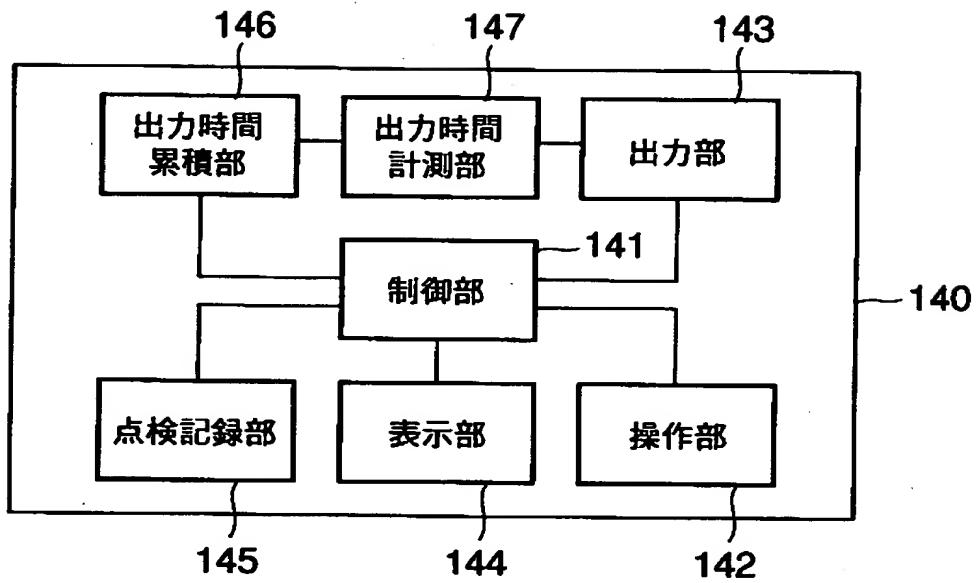 146
147
143
出力時間
累積部
出力時間
計測部
出力部
141
制御部
140
点検記録部
表示部
操作部
145
144
142